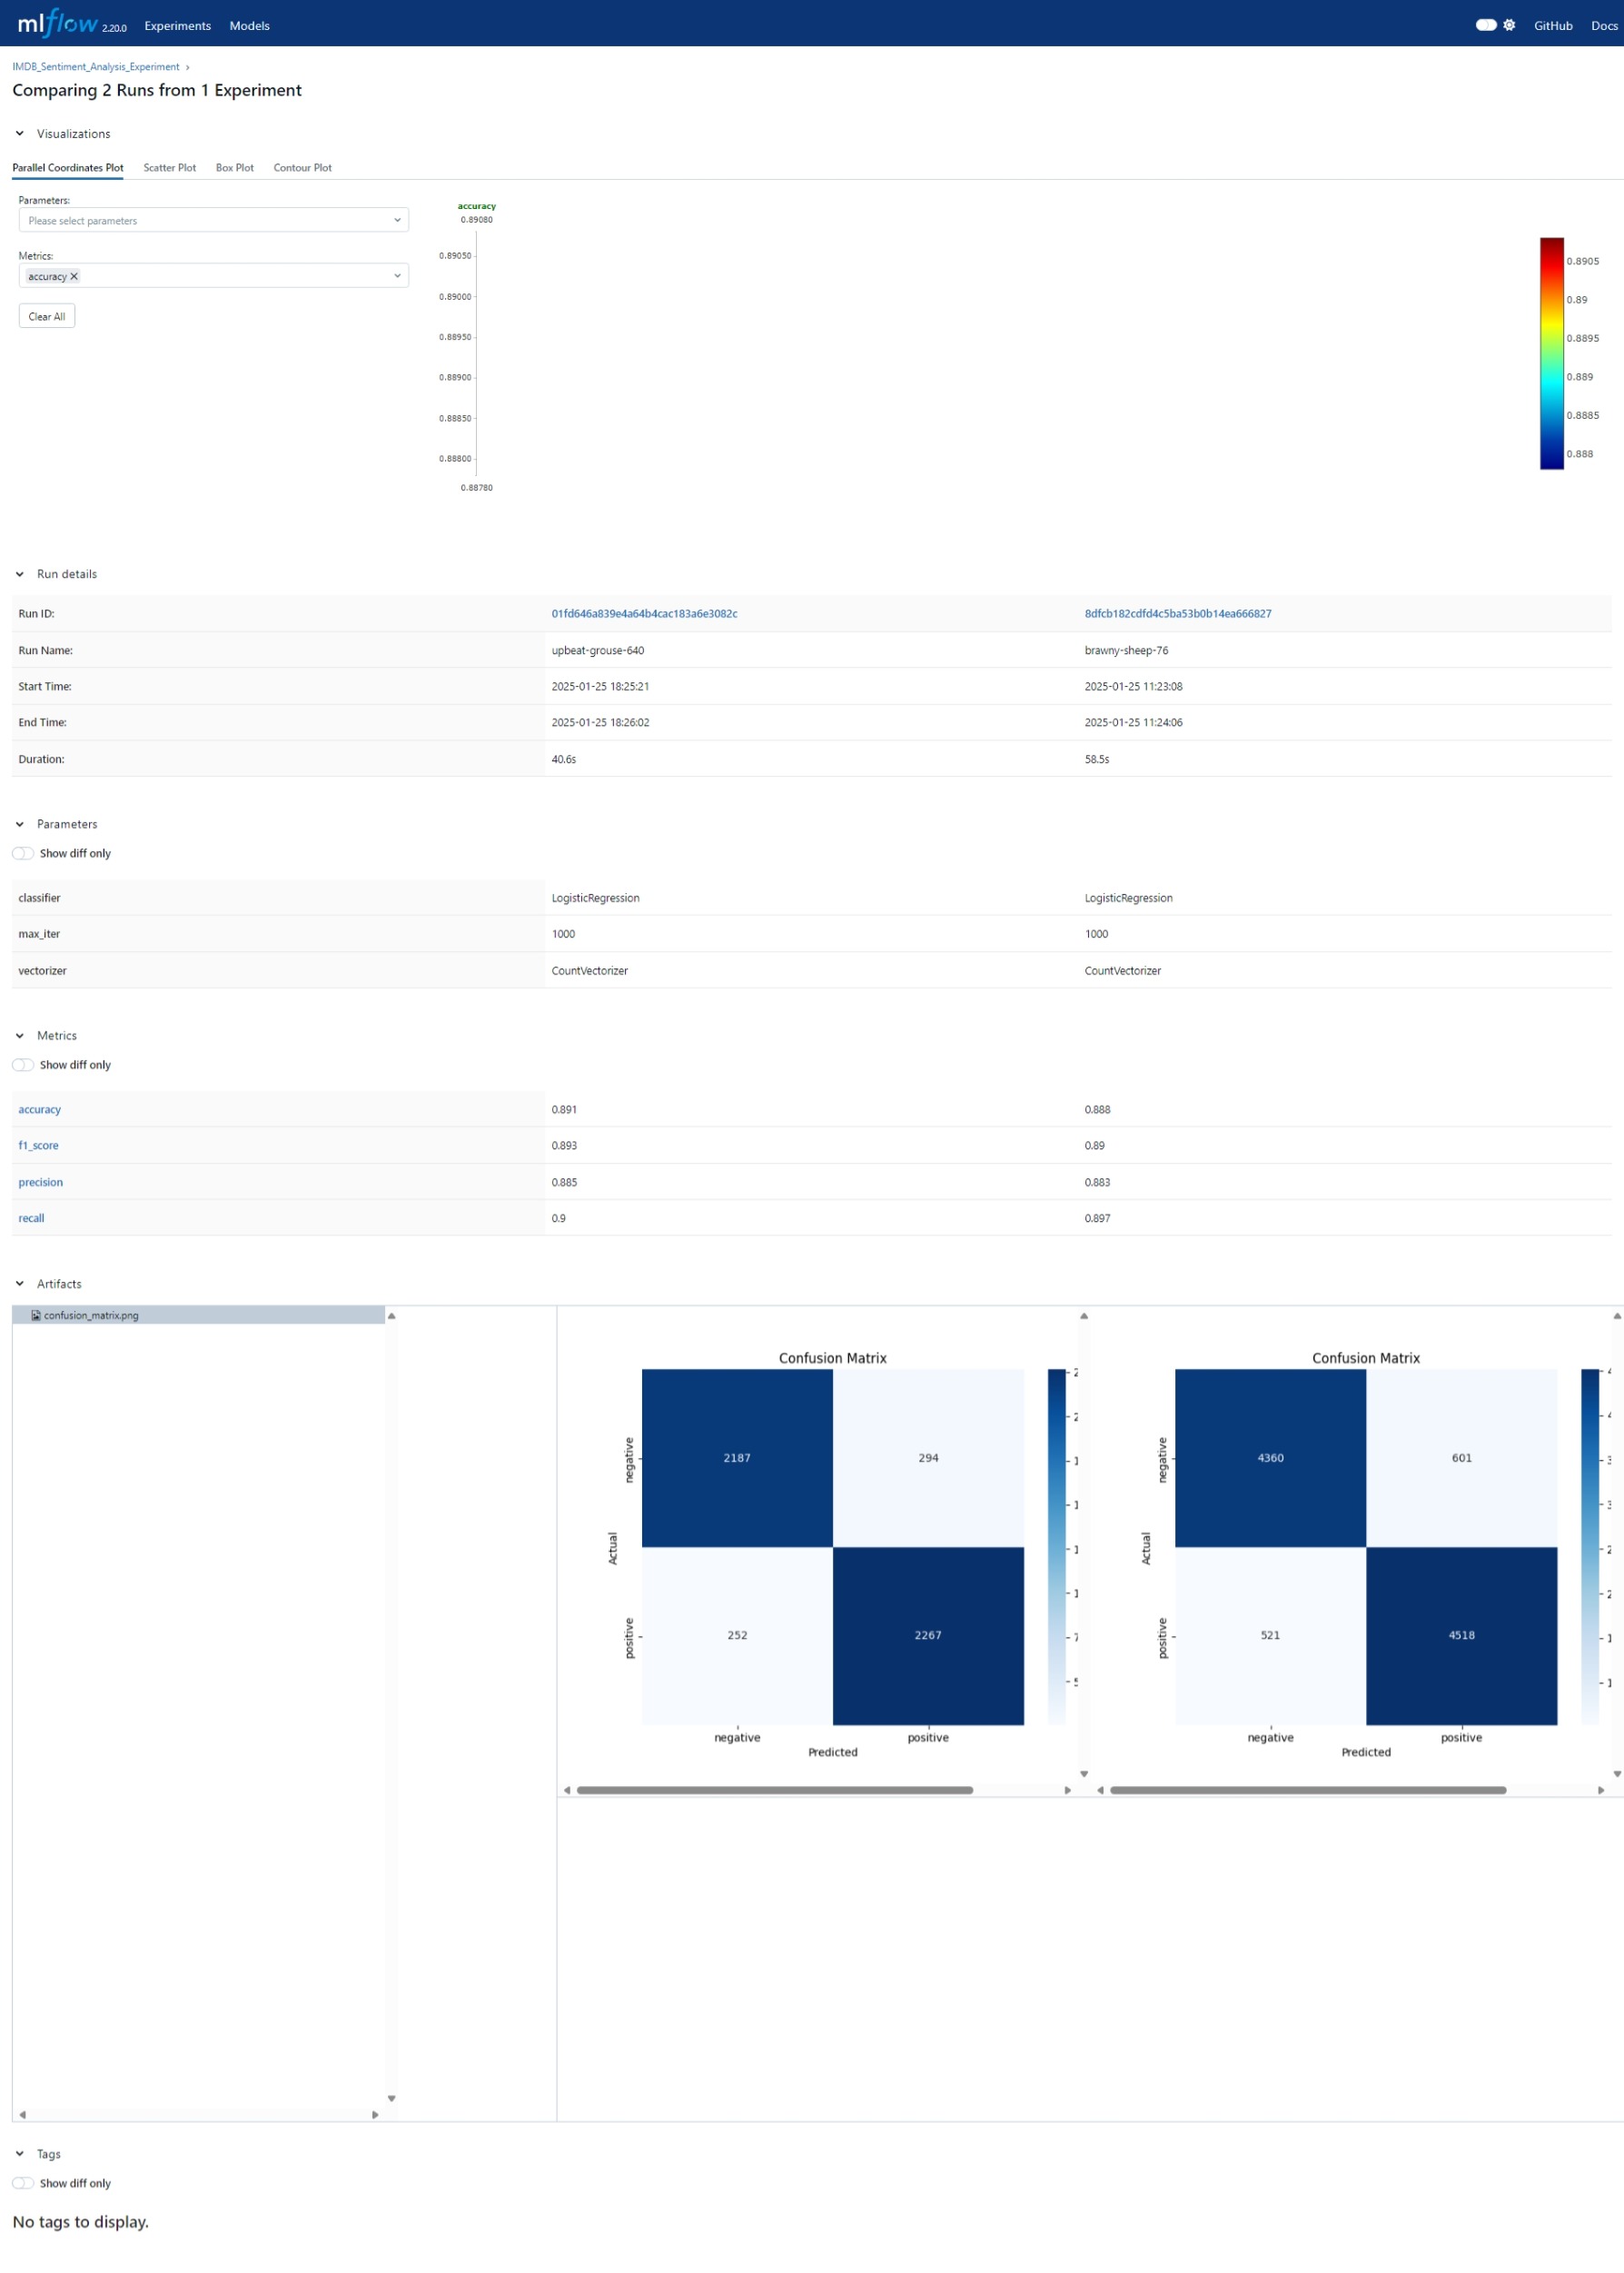 mlflow 2.20.0 Experiments Models GitHub Docs
IMDB_Sentiment_Analysis_Experiment ›
Comparing 2 Runs from 1 Experiment
Visualizations
Parallel Coordinates Plot Scatter Plot Box Plot Contour Plot
Parameters:
Please select parameters
Metrics:
accuracy
Clear All
accuracy
0.89080
0.89050
0.89000
0.88950
0.88900
0.88850
0.88800
0.88780
0.8905
0.89
0.8895
0.889
0.8885
0.888
Run details
Run ID: 01fd646a839e4a64b4cac183a6e3082c 8dfcb182cdfd4c5ba53b0b14ea666827
Run Name: upbeat-grouse-640 brawny-sheep-76
Start Time: 2025-01-25 18:25:21 2025-01-25 11:23:08
End Time: 2025-01-25 18:26:02 2025-01-25 11:24:06
Duration: 40.6s 58.5s
Parameters
Show diff only
classifier LogisticRegression LogisticRegression
max_iter 1000 1000
vectorizer CountVectorizer CountVectorizer
Metrics
Show diff only
accuracy 0.891 0.888
f1_score 0.893 0.89
precision 0.885 0.883
recall 0.9 0.897
Artifacts
confusion_matrix.png
Confusion Matrix
negative
2187 294
Actual
positive
252 2267
negative positive
Predicted
Confusion Matrix
negative
4360 601
Actual
positive
521 4518
negative positive
Predicted
Tags
Show diff only
No tags to display.